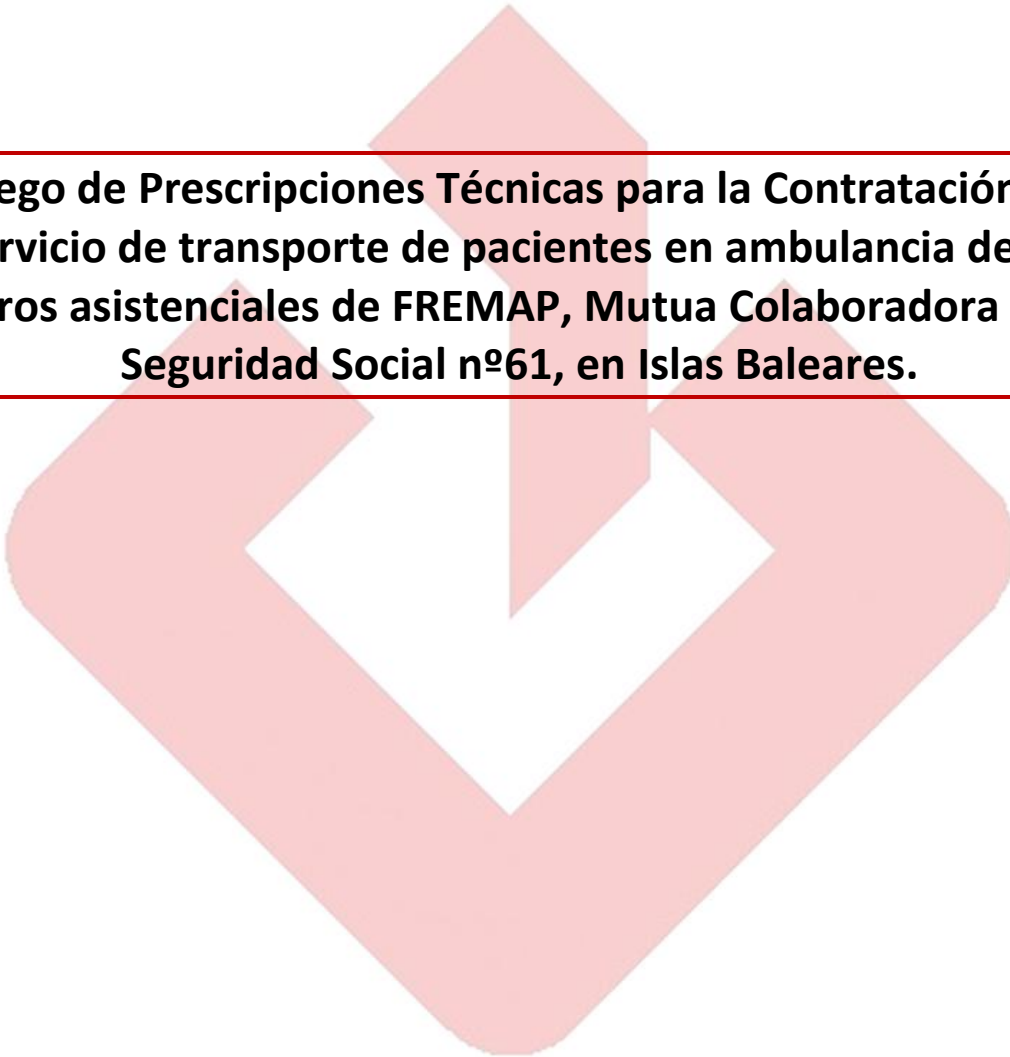 ego de Prescripciones Técnicas para la Contratación
rvicio de transporte de pacientes en ambulancia de
ros asistenciales de FREMAP, Mutua Colaboradora
Seguridad Social nº61, en Islas Baleares.